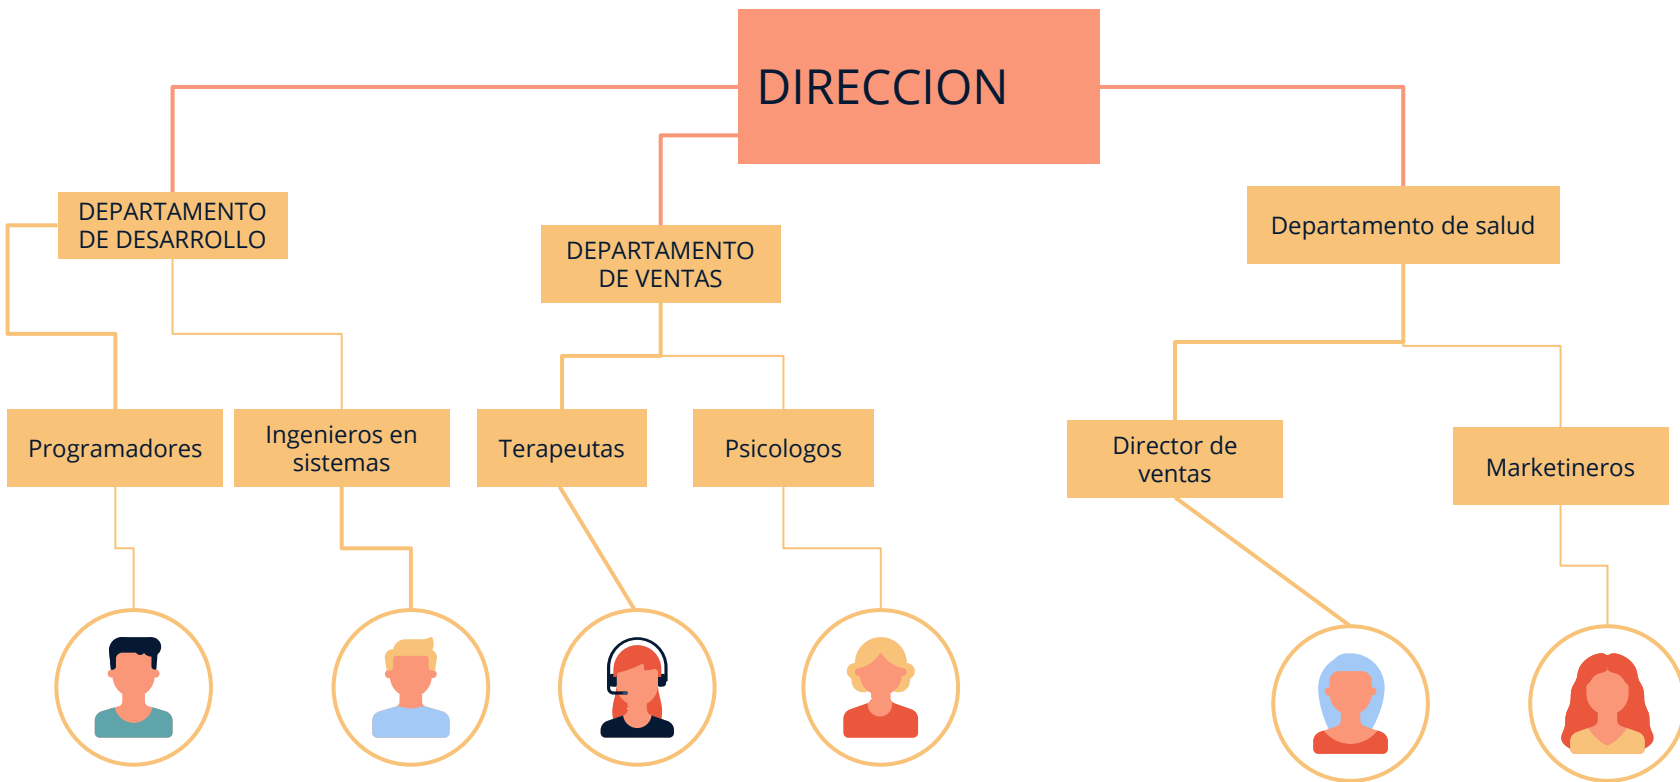 DIRECCION
DEPARTAMENTO
DE DESARROLLO
DEPARTAMENTO
DE VENTAS
Departamento de salud
Programadores
Ingenieros en
sistemas
Terapeutas
Psicologos
Director de
ventas
Marketineros